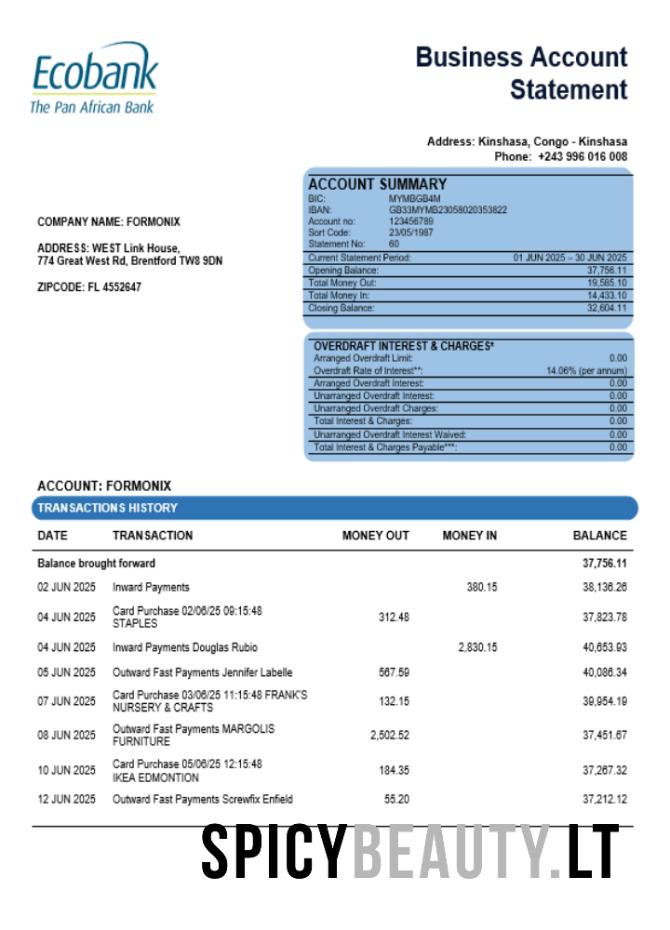 Ecobank
The Pan African Bank
Business Account
Statement
Address: Kinshasa, Congo - Kinshasa
Phone: +243 996 016 008
ACCOUNT SUMMARY
BIC: MYMBGB4M
IBAN: GB33MYMB23058020353822
Account no: 123456789
Sort Code: 23/05/1987
Statement No: 60
Current Statement Period: 01 JUN 2025 – 30 JUN 2025
Opening Balance: 37,756.11
Total Money Out: 19,585.10
Total Money In: 14,433.10
Closing Balance: 32,604.11
COMPANY NAME: FORMONIX
ADDRESS: WEST Link House,
774 Great West Rd, Brentford TW8 9DN
ZIPCODE: FL 4552647
OVERDRAFT INTEREST & CHARGES*
Arranged Overdraft Limit: 0.00
Overdraft Rate of Interest**: 14.06% (per annum)
Arranged Overdraft Interest: 0.00
Unarranged Overdraft Interest: 0.00
Unarranged Overdraft Charges: 0.00
Total Interest & Charges: 0.00
Unarranged Overdraft Interest Waived: 0.00
Total Interest & Charges Payable***: 0.00
ACCOUNT: FORMONIX
TRANSACTIONS HISTORY
DATE TRANSACTION MONEY OUT MONEY IN BALANCE
Balance brought forward 37,756.11
02 JUN 2025 Inward Payments 380.15 38,136.26
04 JUN 2025 Card Purchase 02/06/25 09:15:48 312.48 37,823.78
STAPLES
04 JUN 2025 Inward Payments Douglas Rubio 2,830.15 40,653.93
05 JUN 2025 Outward Fast Payments Jennifer Labelle 567.59 40,086.34
07 JUN 2025 Card Purchase 03/06/25 11:15:48 FRANK'S 132.15 39,954.19
NURSERY & CRAFTS
08 JUN 2025 Outward Fast Payments MARGOLIS 2,502.52 37,451.67
FURNITURE
10 JUN 2025 Card Purchase 05/06/25 12:15:48 184.35 37,267.32
IKEA EDMONTION
12 JUN 2025 Outward Fast Payments Screwfix Enfield 55.20 37,212.12
SPICYBEAUTY.LT